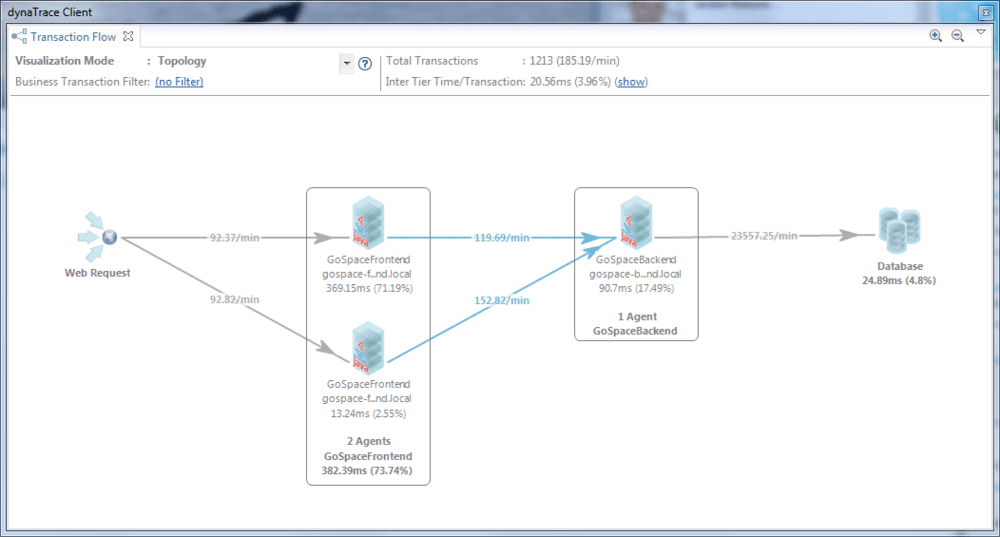 dynaTrace Client
Transaction Flow
Visualization Mode : Topology
Total Transactions : 1213 (185.19/min)
Business Transaction Filter: (no Filter)
Inter Tier Time/Transaction: 20.56ms (3.96%) (show)
Web Request
92.37/min
92.82/min
Java
GoSpaceFrontend
gospace-f...nd.local
369.15ms (71.19%)
Java
GoSpaceFrontend
gospace-f...nd.local
13.24ms (2.55%)
2 Agents
GoSpaceFrontend
382.39ms (73.74%)
119.69/min
152.82/min
Java
GoSpaceBackend
gospace-b...nd.local
90.7ms (17.49%)
1 Agent
GoSpaceBackend
23557.25/min
Database
24.89ms (4.8%)